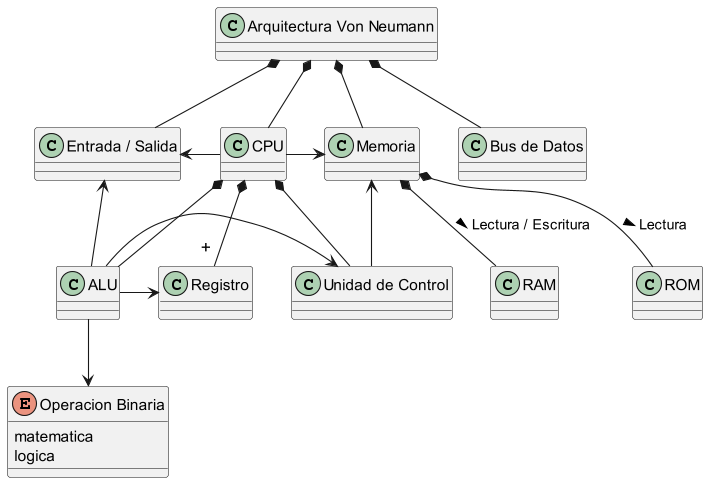 C Arquitectura Von Neumann
C Entrada / Salida
C CPU
C Memoria
C Bus de Datos
Lectura / Escritura
Lectura
+
C ALU
C Registro
C Unidad de Control
C RAM
C ROM
E Operacion Binaria
matematica
logica